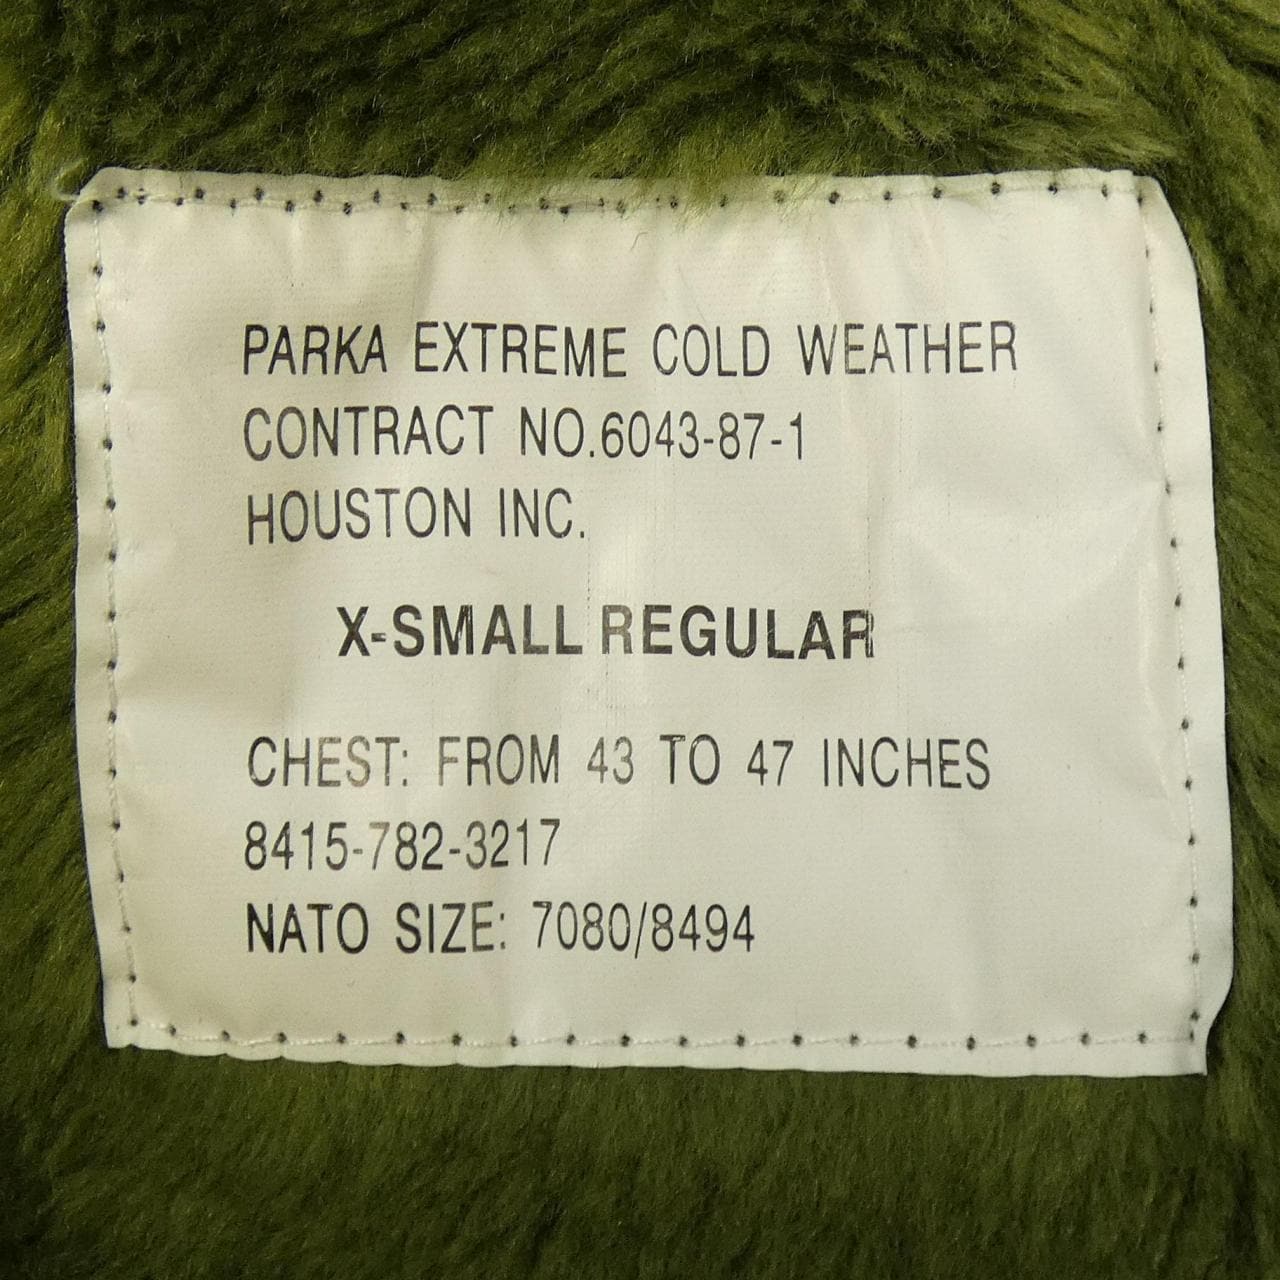 PARKA EXTREME COLD WEATHER
CONTRACT NO.6043-87-1
HOUSTON INC.
X-SMALL REGULAR
CHEST: FROM 43 TO 47 INCHES
8415-782-3217
NATO SIZE: 7080/8494